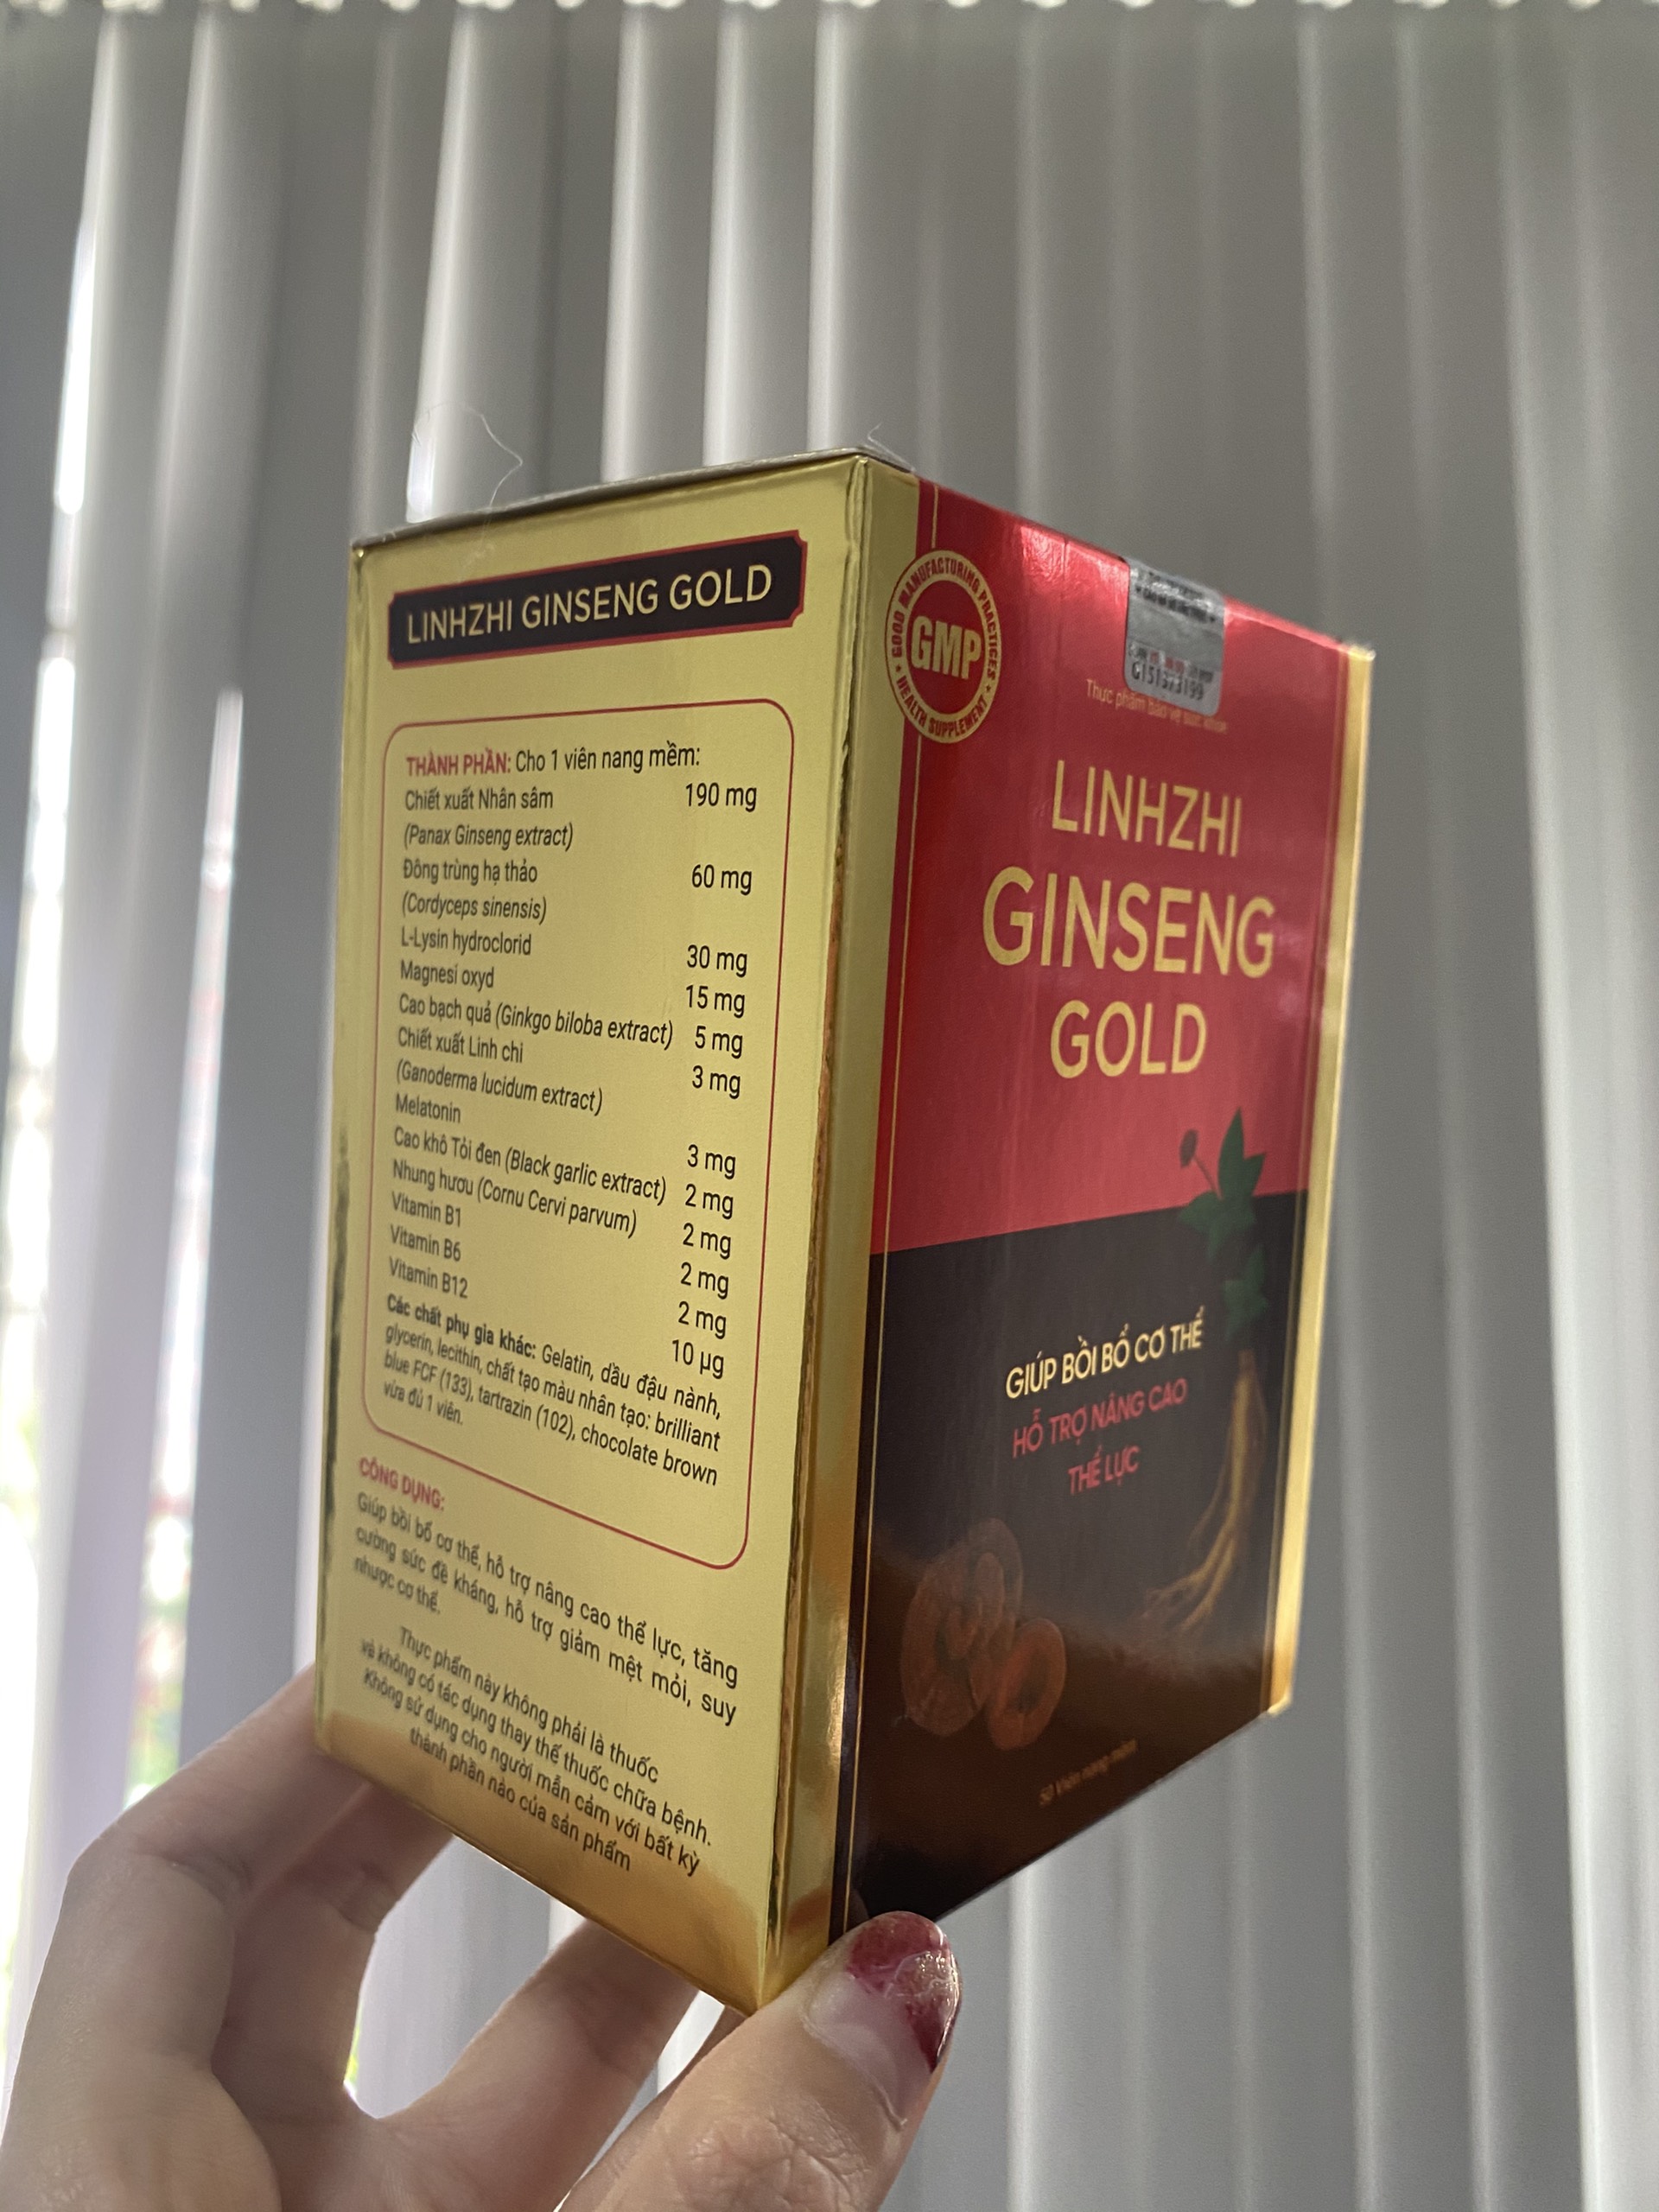 LINHZHI GINSENG GOLD
THÀNH PHẦN: Cho 1 viên nang mềm:
Chiết xuất Nhân sâm 190 mg
(Panax Ginseng extract)
Đông trùng hạ thảo 60 mg
(Cordyceps sinensis)
L-Lysin hydroclorid 30 mg
Magnesi oxyd 15 mg
Cao bạch quả (Ginkgo biloba extract) 5 mg
Chiết xuất Linh chi 3 mg
(Ganoderma lucidum extract)
Melatonin 3 mg
Cao khô Tỏi đen (Black garlic extract) 2 mg
Nhung hươu (Cornu Cervi parvum) 2 mg
Vitamin B1 2 mg
Vitamin B6 2 mg
Vitamin B12 10 µg
Các chất phụ gia khác: Gelatin, dầu đậu nành,
glycerin, lecithin, chất tạo màu nhân tạo: brilliant
blue FCF (133), tartrazin (102), chocolate brown
vừa đủ 1 viên.
CÔNG DỤNG:
Giúp bồi bổ cơ thể, hỗ trợ nâng cao thể lực, tăng
cường sức đề kháng, hỗ trợ giảm mệt mỏi, suy
nhược cơ thể.
Thực phẩm này không phải là thuốc
và không có tác dụng thay thế thuốc chữa bệnh.
Không sử dụng cho người mẫn cảm với bất kỳ
thành phần nào của sản phẩm
GOOD MANUFACTURING PRACTICES
GMP
HEALTH SUPPLEMENT
Thực phẩm bảo vệ sức khỏe
LINHZHI
GINSENG
GOLD
GIÚP BỒI BỔ CƠ THỂ
HỖ TRỢ NÂNG CAO
THỂ LỰC
50 Viên nang mềm